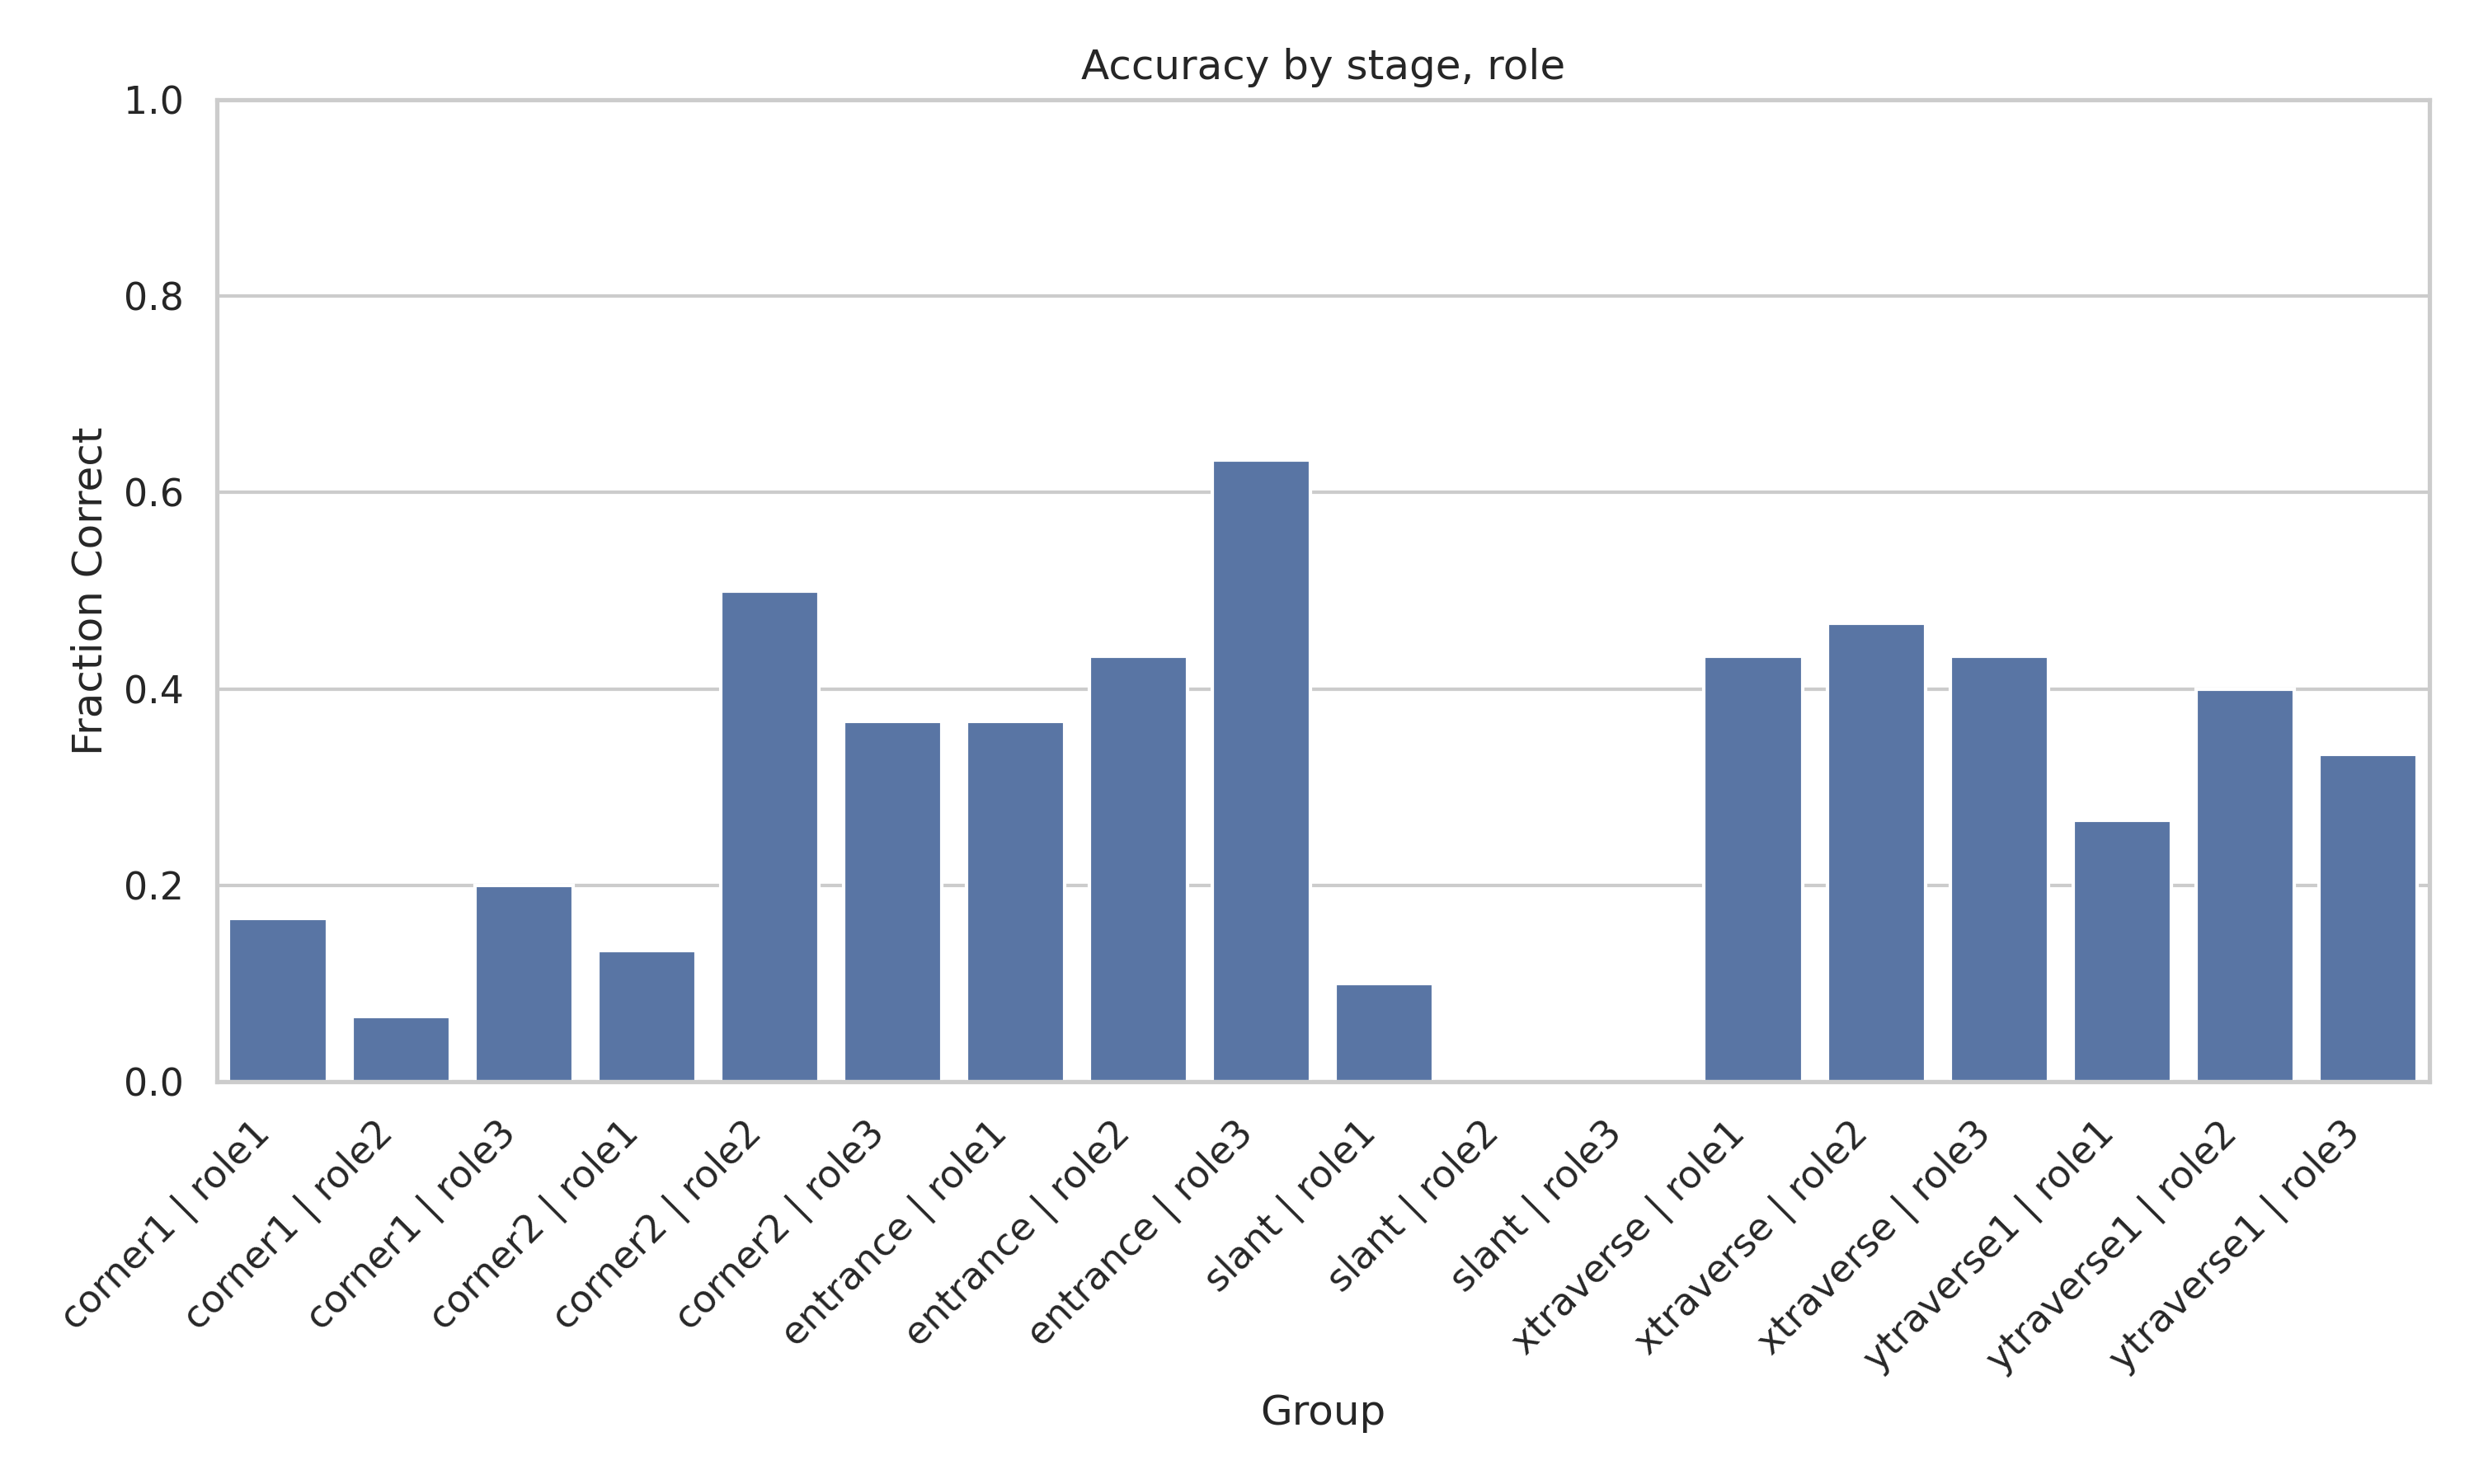 Accuracy by stage, role
1.0
0.8
0.6
0.4
0.2
0.0
Fraction Correct
corner1 | role1
corner1 | role2
corner1 | role3
corner2 | role1
corner2 | role2
corner2 | role3
entrance | role1
entrance | role2
entrance | role3
slant | role1
slant | role2
slant | role3
xtraverse | role1
xtraverse | role2
xtraverse | role3
ytraverse1 | role1
ytraverse1 | role2
ytraverse1 | role3
Group